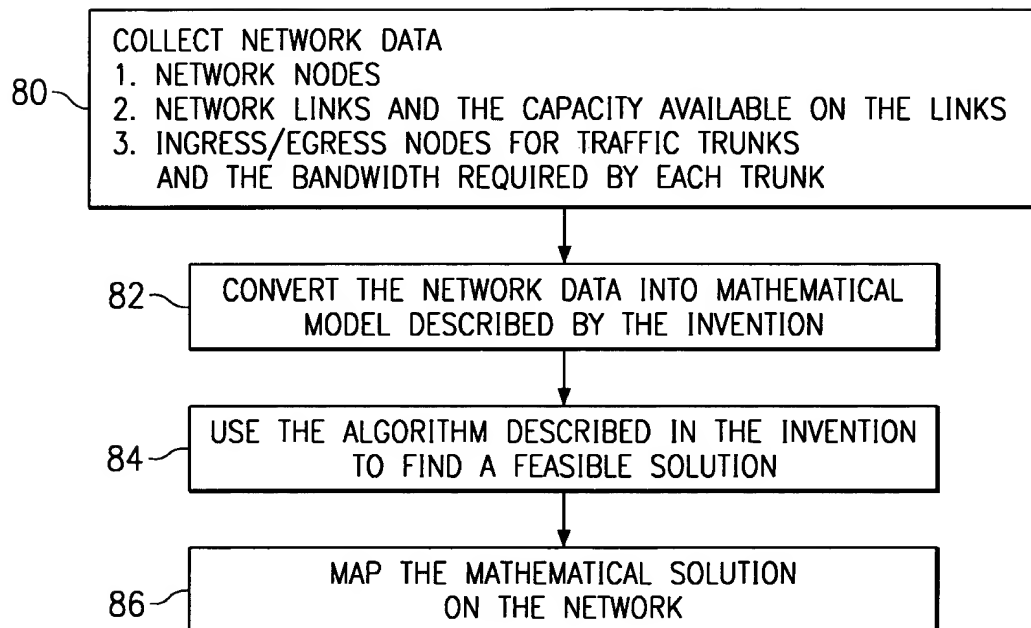 COLLECT NETWORK DATA
1. NETWORK NODES
80
2. NETWORK LINKS AND THE CAPACITY AVAILABLE ON THE LINKS
3. INGRESS/EGRESS NODES FOR TRAFFIC TRUNKS
AND THE BANDWIDTH REQUIRED BY EACH TRUNK
82
CONVERT THE NETWORK DATA INTO MATHEMATICAL
MODEL DESCRIBED BY THE INVENTION
84
USE THE ALGORITHM DESCRIBED IN THE INVENTION
TO FIND A FEASIBLE SOLUTION
86
MAP THE MATHEMATICAL SOLUTION
ON THE NETWORK